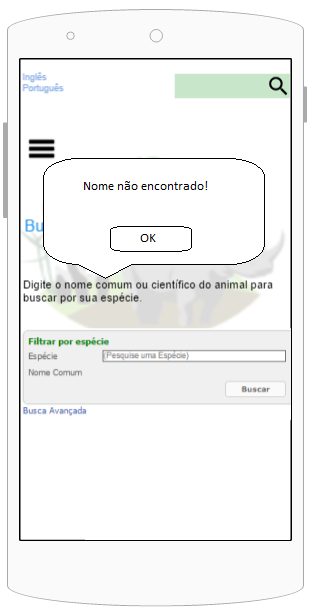 Inglês
Português
Nome não encontrado!
OK
Bu
Digite o nome comum ou científico do animal para
buscar por sua espécie.
Filtrar por espécie
Espécie
(Pesquise uma Espécie)
Nome Comum
Buscar
Busca Avançada